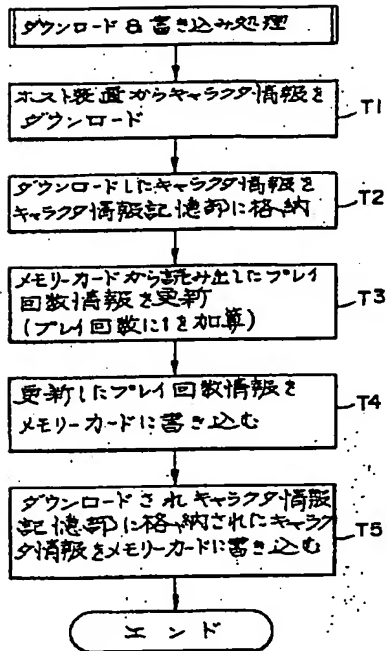 ダウンロード&書き込み処理
ホスト装置からキャラクタ情報を
ダウンロード
T1
ダウンロードしたキャラクタ情報を
キャラクタ情報記憶部に格納
T2
メモリーカードから読み出したプレイ
回数情報を更新
(プレイ回数に1を加算)
T3
更新したプレイ回数情報を
メモリーカードに書き込む
T4
ダウンロードされキャラクタ情報
記憶部に格納されたキャラク
タ情報をメモリーカードに書き込む
T5
エンド